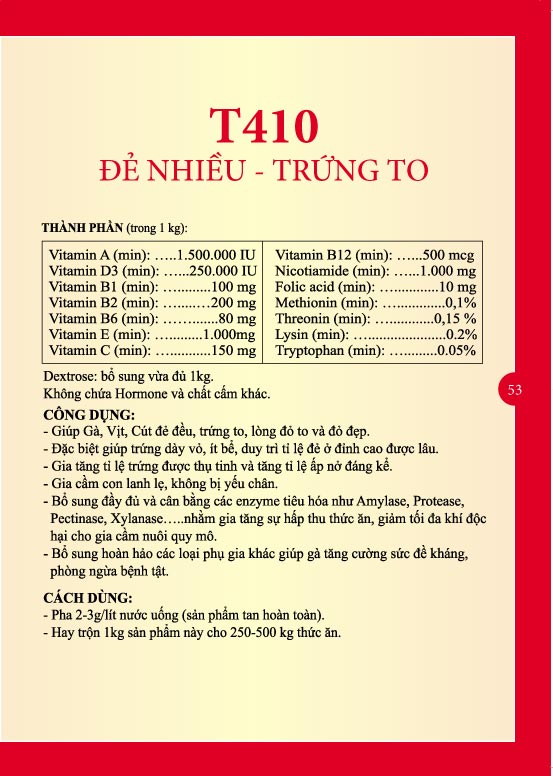 T410
ĐẺ NHIỀU - TRỨNG TO
THÀNH PHẦN (trong 1 kg):
Vitamin A (min): …..1.500.000 IU
Vitamin D3 (min): …...250.000 IU
Vitamin B1 (min): …..........100 mg
Vitamin B2 (min): …..........200 mg
Vitamin B6 (min): ….............80 mg
Vitamin E (min): …..........1.000mg
Vitamin C (min): …............150 mg
Vitamin B12 (min): …...500 mcg
Nicotiamide (min): …...1.000 mg
Folic acid (min): ….............10 mg
Methionin (min): …...............0,1%
Threonin (min): …..............0,15 %
Lysin (min): ….......................0.2%
Tryptophan (min): …..........0.05%
Dextrose: bổ sung vừa đủ 1kg.
Không chứa Hormone và chất cấm khác.
53
CÔNG DỤNG:
- Giúp Gà, Vịt, Cút đẻ đều, trứng to, lòng đỏ to và đỏ đẹp.
- Đặc biệt giúp trứng dày vỏ, ít bể, duy trì tỉ lệ đẻ ở đỉnh cao được lâu.
- Gia tăng tỉ lệ trứng được thụ tinh và tăng tỉ lệ ấp nở đáng kể.
- Gia cầm con lanh lẹ, không bị yếu chân.
- Bổ sung đầy đủ và cân bằng các enzyme tiêu hóa như Amylase, Protease,
Pectinase, Xylanase…..nhằm gia tăng sự hấp thu thức ăn, giảm tối đa khí độc
hại cho gia cầm nuôi quy mô.
- Bổ sung hoàn hảo các loại phụ gia khác giúp gà tăng cường sức đề kháng,
phòng ngừa bệnh tật.
CÁCH DÙNG:
- Pha 2-3g/lít nước uống (sản phẩm tan hoàn toàn).
- Hay trộn 1kg sản phẩm này cho 250-500 kg thức ăn.